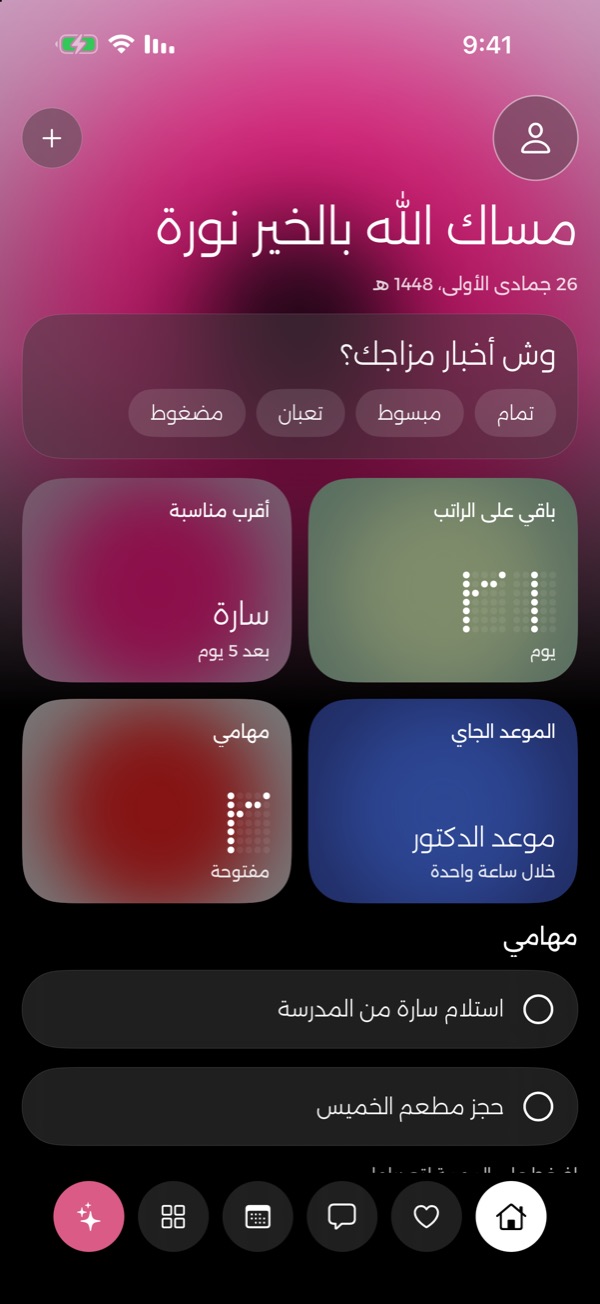 9:41
مساك الله بالخير نورة
26 جمادى الأولى، 1448 هـ
وش أخبار مزاجك؟
تمام
مبسوط
تعبان
مضغوط
باقي على الراتب
٢١
يوم
أقرب مناسبة
سارة
بعد 5 يوم
الموعد الجاي
موعد الدكتور
خلال ساعة واحدة
مهامي
٢
مفتوحة
مهامي
استلام سارة من المدرسة
حجز مطعم الخميس